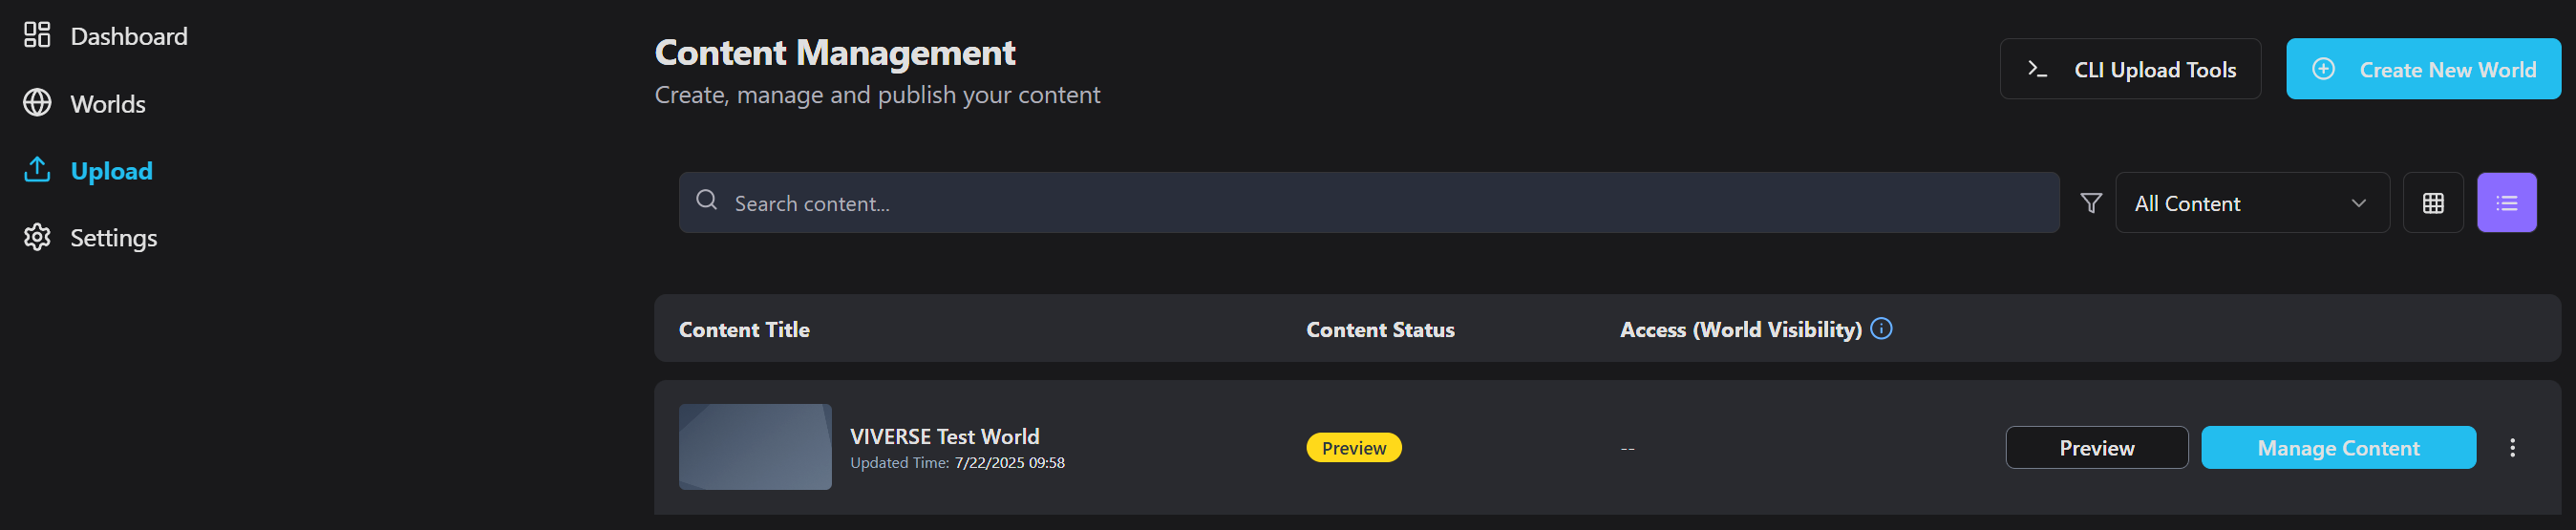 Dashboard
Worlds
Upload
Settings
Content Management
Create, manage and publish your content
CLI Upload Tools
Create New World
Search content...
All Content
Content Title
Content Status
Access (World Visibility)
VIVERSE Test World
Updated Time: 7/22/2025 09:58
Preview
--
Preview
Manage Content